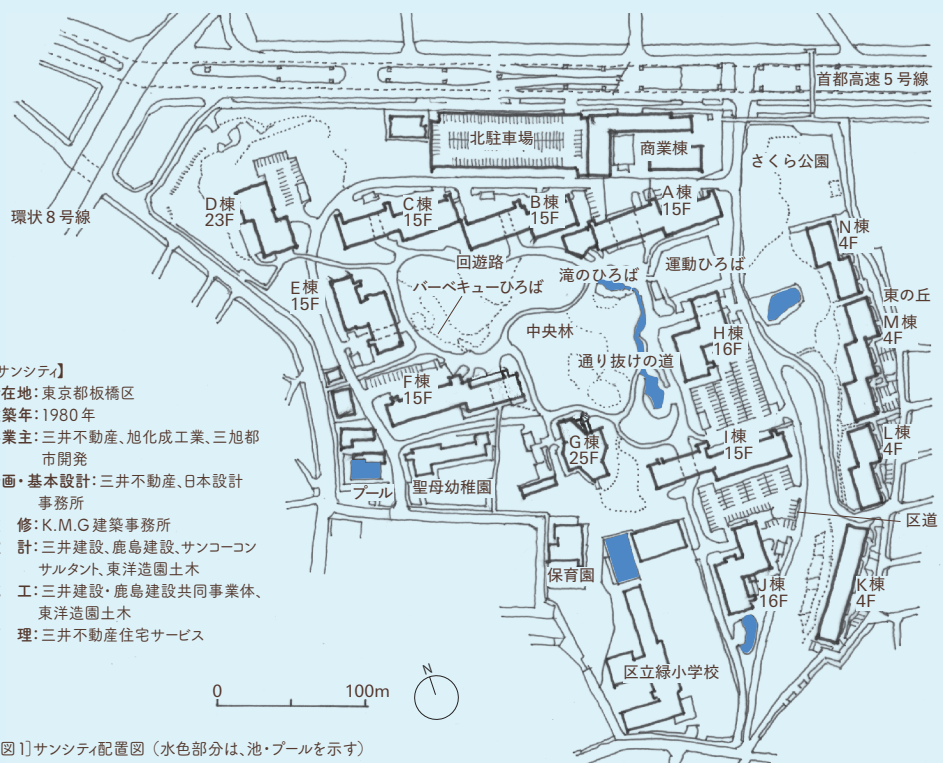 首都高速5号線
北駐車場
商業棟
さくら公園
環状8号線
D棟
23F
C棟
15F
B棟
15F
A棟
15F
N棟
4F
回遊路
バーベキューひろば
滝のひろば
運動ひろば
E棟
15F
東の丘
M棟
4F
中央林
H棟
16F
通り抜けの道
F棟
15F
G棟
25F
I棟
15F
L棟
4F
プール
聖母幼稚園
区道
保育園
J棟
16F
K棟
4F
区立緑小学校
サンシティ】
在地:東京都板橋区
築年:1980年
業主:三井不動産、旭化成工業、三旭都
市開発
画・基本設計:三井不動産、日本設計
事務所
修:K.M.G建築事務所
計:三井建設、鹿島建設、サンコーコン
サルタント、東洋造園土木
工:三井建設・鹿島建設共同事業体、
東洋造園土木
理:三井不動産住宅サービス
0 100m
N
図1]サンシティ配置図(水色部分は、池・プールを示す)